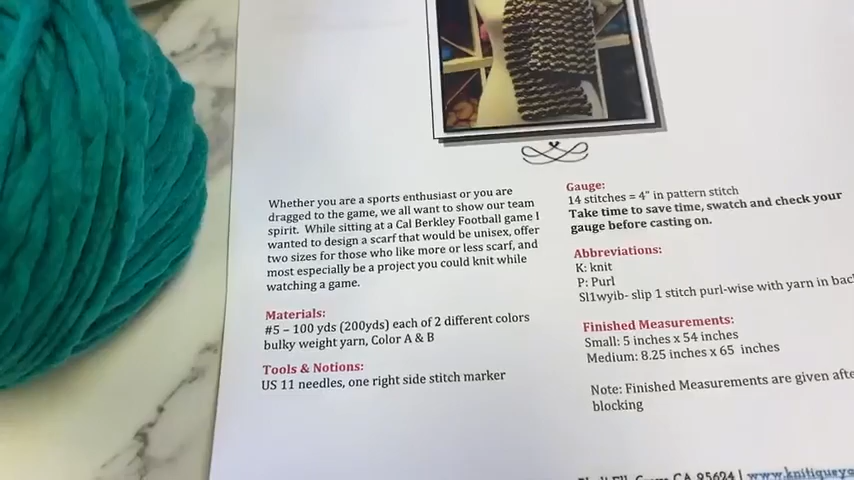 Whether you are a sports enthusiast or you are
dragged to the game, we all want to show our team
spirit. While sitting at a Cal Berkley Football game I
wanted to design a scarf that would be unisex, offer
two sizes for those who like more or less scarf, and
most especially be a project you could knit while
watching a game.
Materials:
#5 – 100 yds (200yds) each of 2 different colors
bulky weight yarn, Color A & B
Tools & Notions:
US 11 needles, one right side stitch marker
Gauge:
14 stitches = 4" in pattern stitch
Take time to save time, swatch and check your
gauge before casting on.
Abbreviations:
K: knit
P: Purl
Sl1wyib- slip 1 stitch purl-wise with yarn in
Finished Measurements:
Small: 5 inches x 54 inches
Medium: 8.25 inches x 65 inches
Note: Finished Measurements are given
blocking
CA 95624 |